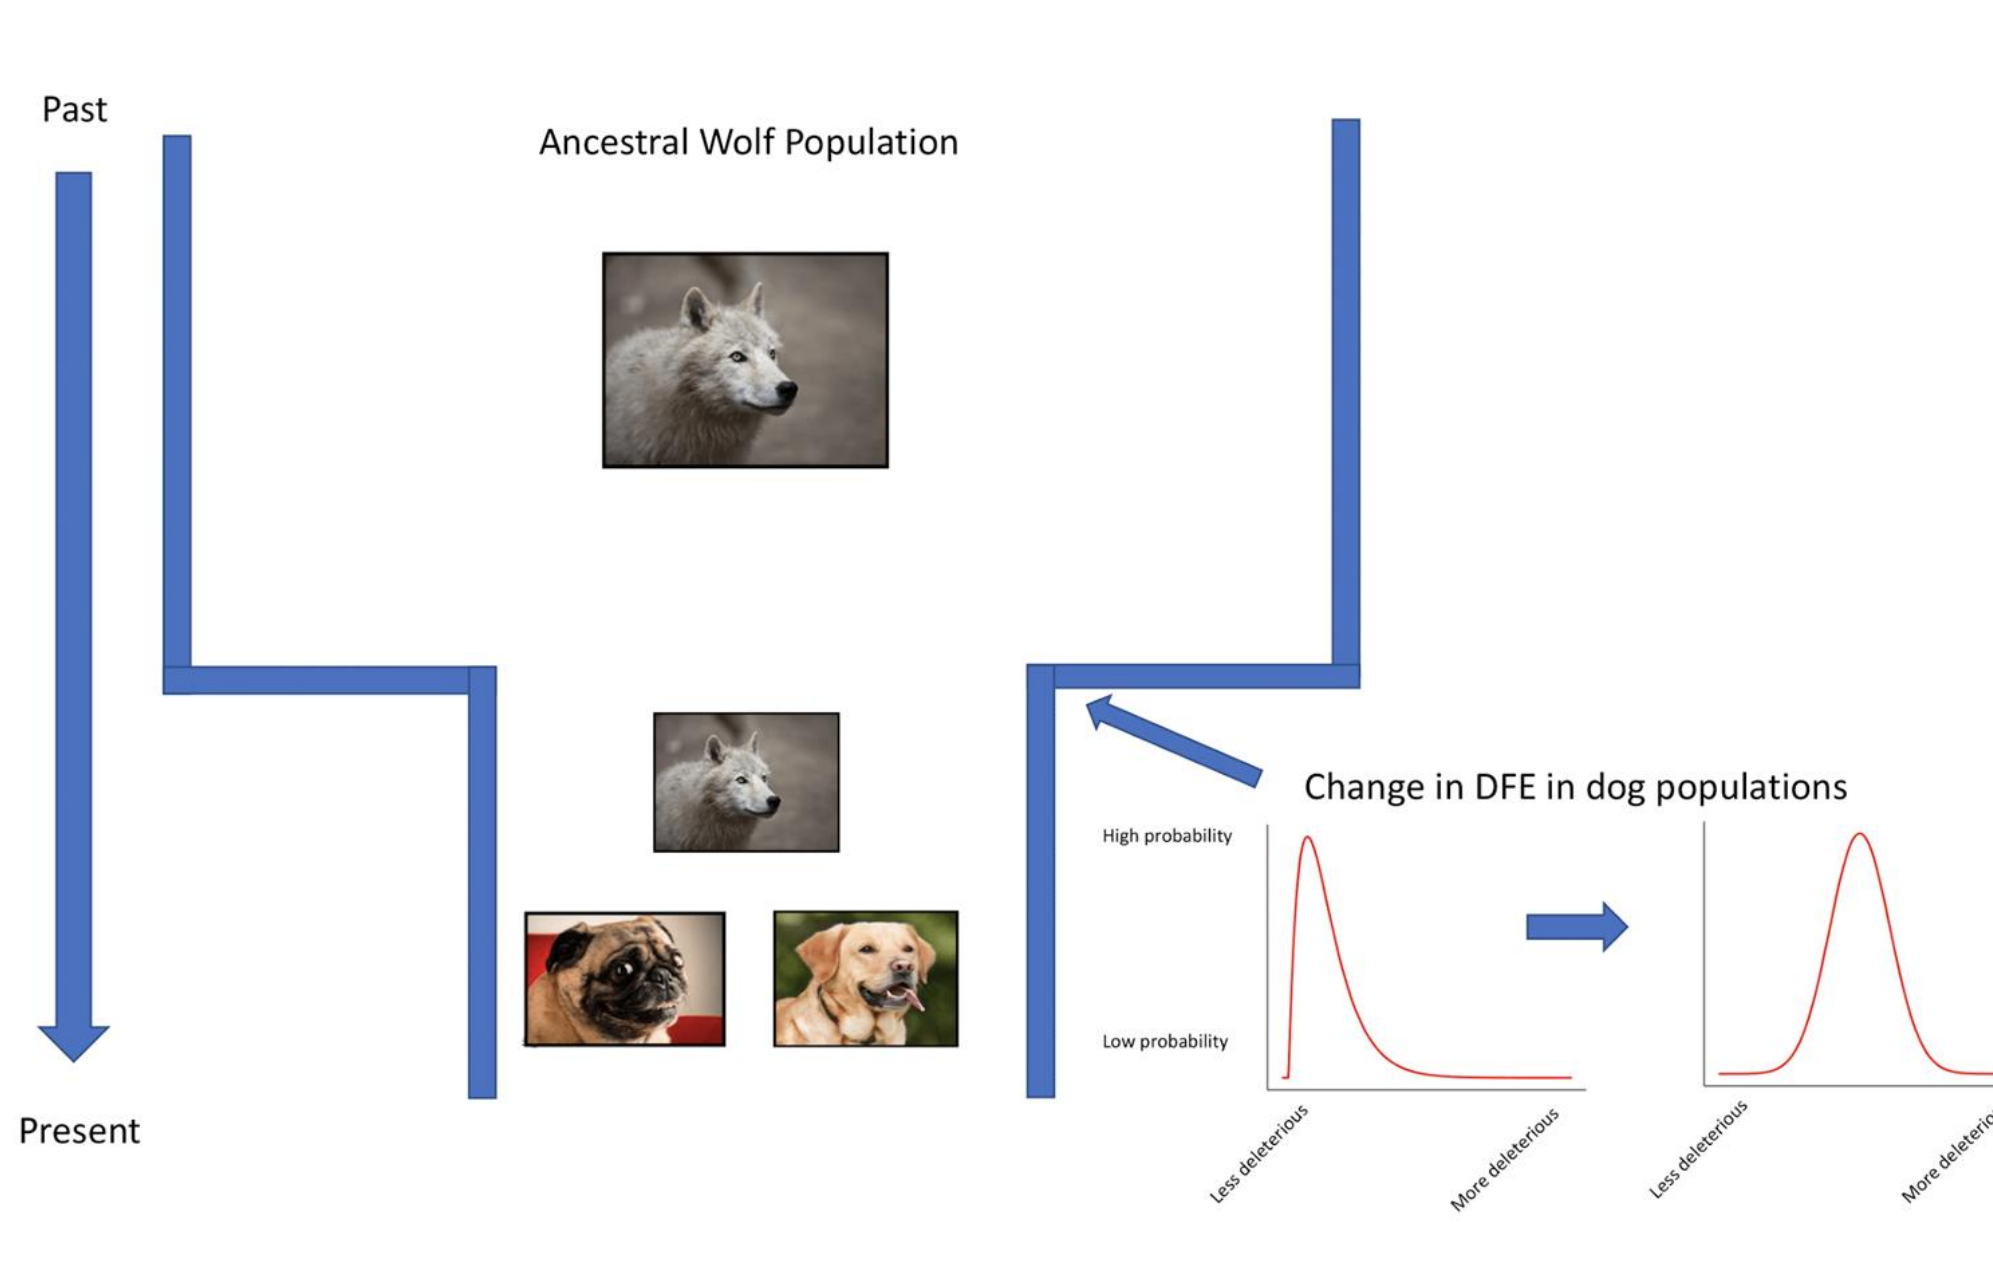 Past
Ancestral Wolf Population
Change in DFE in dog populations
High probability
Low probability
Less deleterious
More deleterious
Less deleterious
More
Present